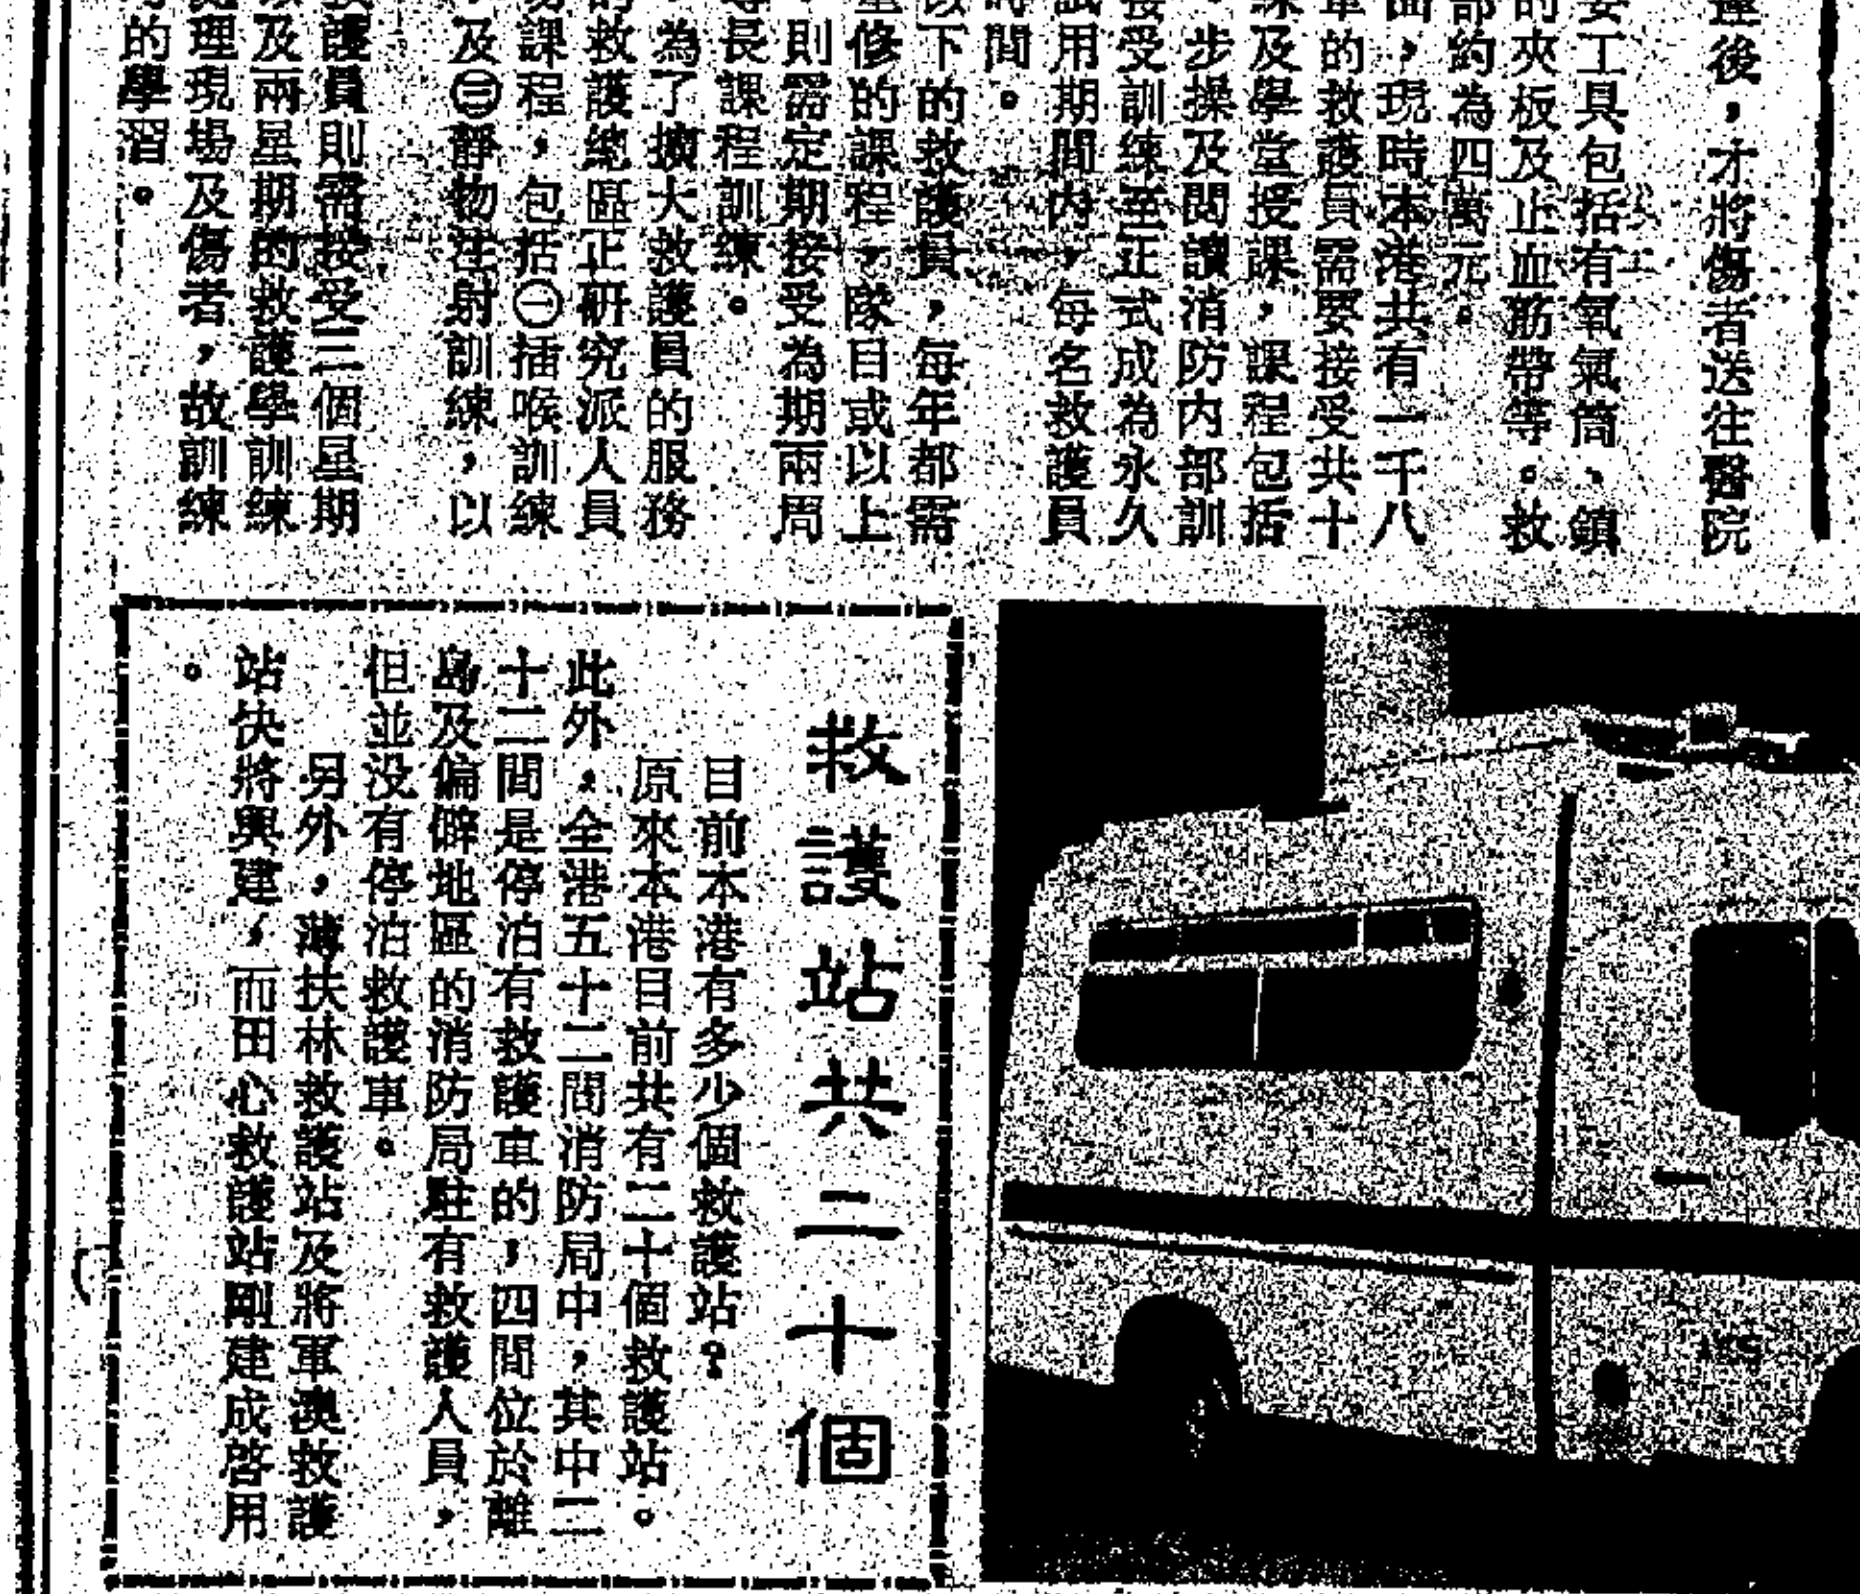 後，才將傷者送往醫院
工具包括有氧氣筒、鎮
的夾板及止血筋帶等。救
部約為四萬元。
面，現時本港共有一千八
車的救護員需要接受共十
練及學堂授課，課程包括
、步操及閱讀消防內部訓
接受訓練至正式成為永久
試用期間內，每名救護員
時間。
以下的救護員，每年都需
重修的課程，隊目或以上
，則需定期接受為期兩周
長課程訓練。
為了擴大救護員的服務
的救護總區正研究派人員
課程，包括㊀插喉訓練
，及㊂靜物注射訓練，以
救護員則需接受三個星期
以及兩星期的救護學訓練
處理現場及傷者，故訓練
的學習。
救護站共二十個
目前本港有多少個救護站？
原來本港目前共有二十個救護站。
此外，全港五十二間消防局中，其中二
十二間是停泊有救護車的，四間位於離
島及偏僻地區的消防局駐有救護人員，
但並没有停泊救護車。
另外，薄扶林救護站及將軍澳救護
站快將興建，而田心救護站剛建成啓用
。